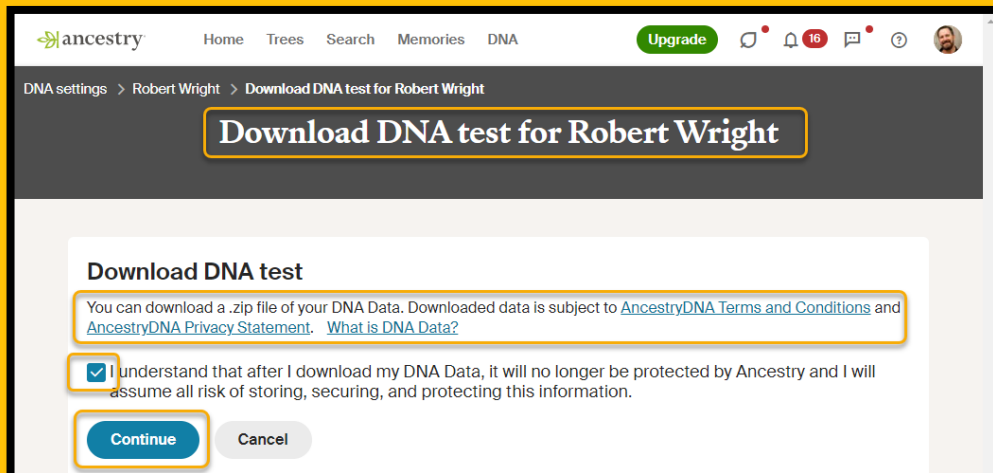 ancestry Home Trees Search Memories DNA Upgrade 16
DNA settings > Robert Wright > Download DNA test for Robert Wright
Download DNA test for Robert Wright
Download DNA test
You can download a .zip file of your DNA Data. Downloaded data is subject to AncestryDNA Terms and Conditions and
AncestryDNA Privacy Statement. What is DNA Data?
I understand that after I download my DNA Data, it will no longer be protected by Ancestry and I will
assume all risk of storing, securing, and protecting this information.
Continue Cancel